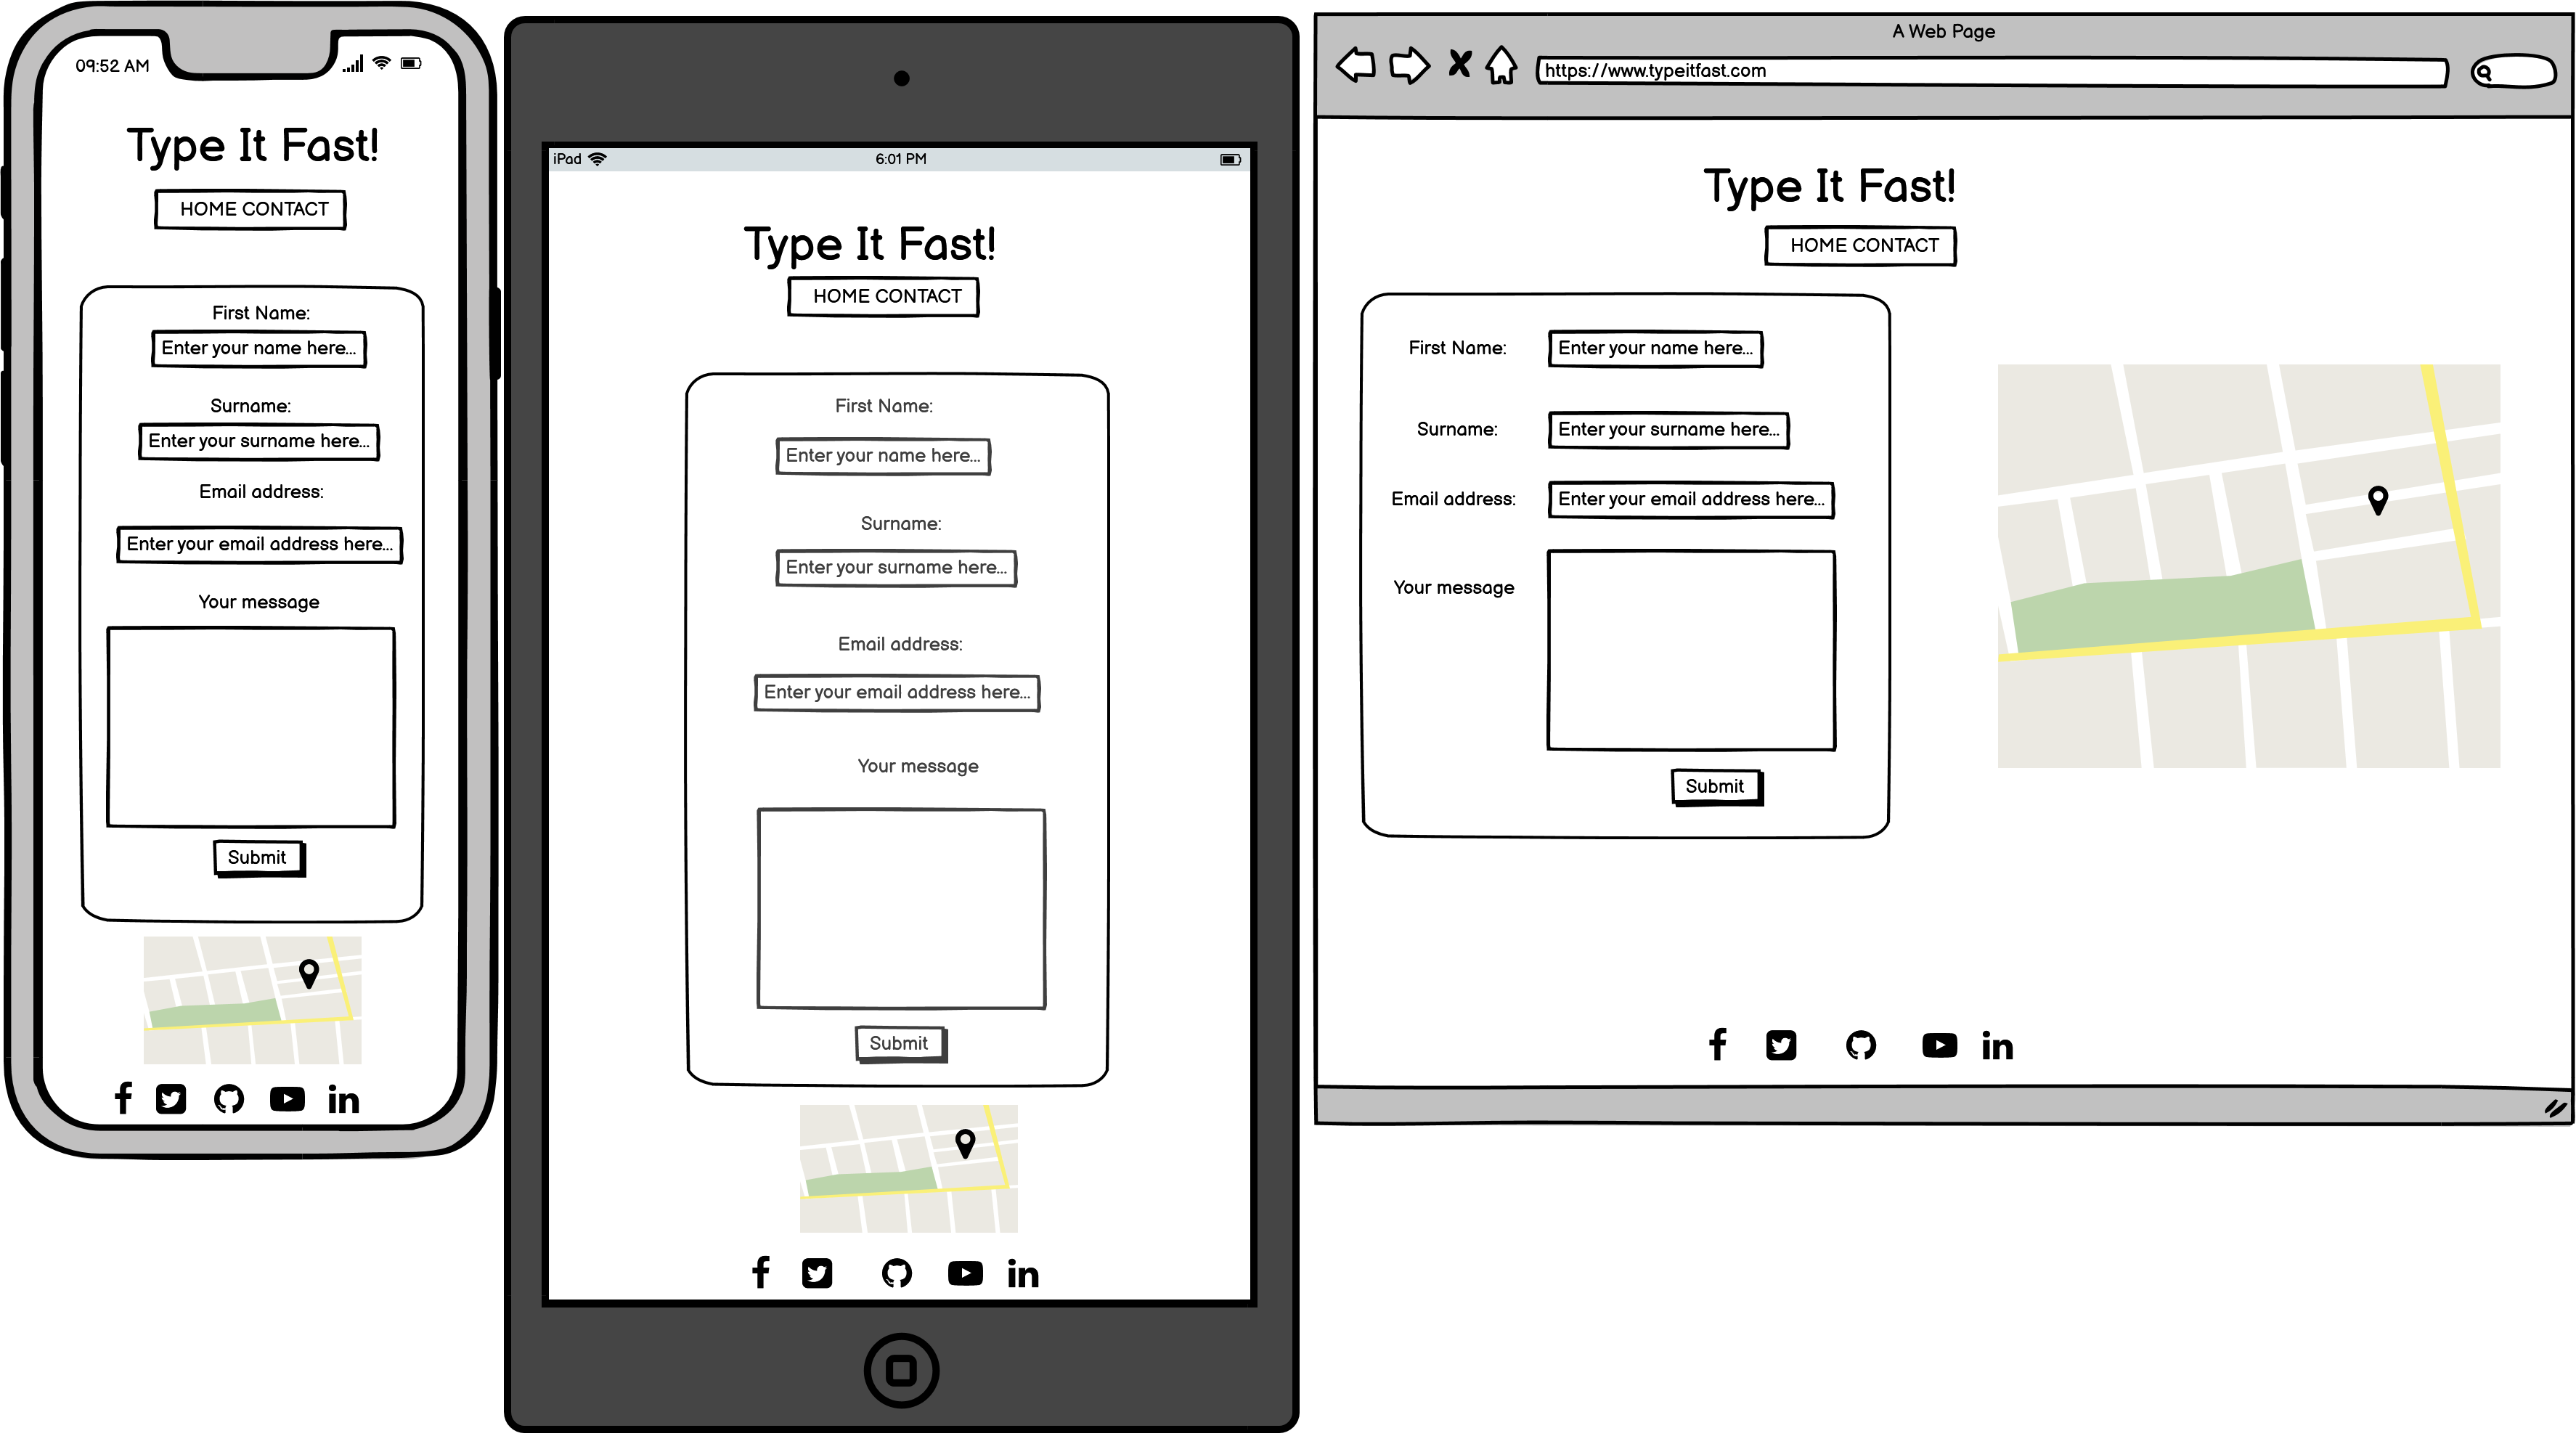 09:52 AM
Type It Fast!
HOME CONTACT
First Name:
Enter your name here...
Surname:
Enter your surname here...
Email address:
Enter your email address here...
Your message
Submit
iPad
6:01 PM
Type It Fast!
HOME CONTACT
First Name:
Enter your name here...
Surname:
Enter your surname here...
Email address:
Enter your email address here...
Your message
Submit
A Web Page
https://www.typeitfast.com
Type It Fast!
HOME CONTACT
First Name:
Enter your name here...
Surname:
Enter your surname here...
Email address:
Enter your email address here...
Your message
Submit